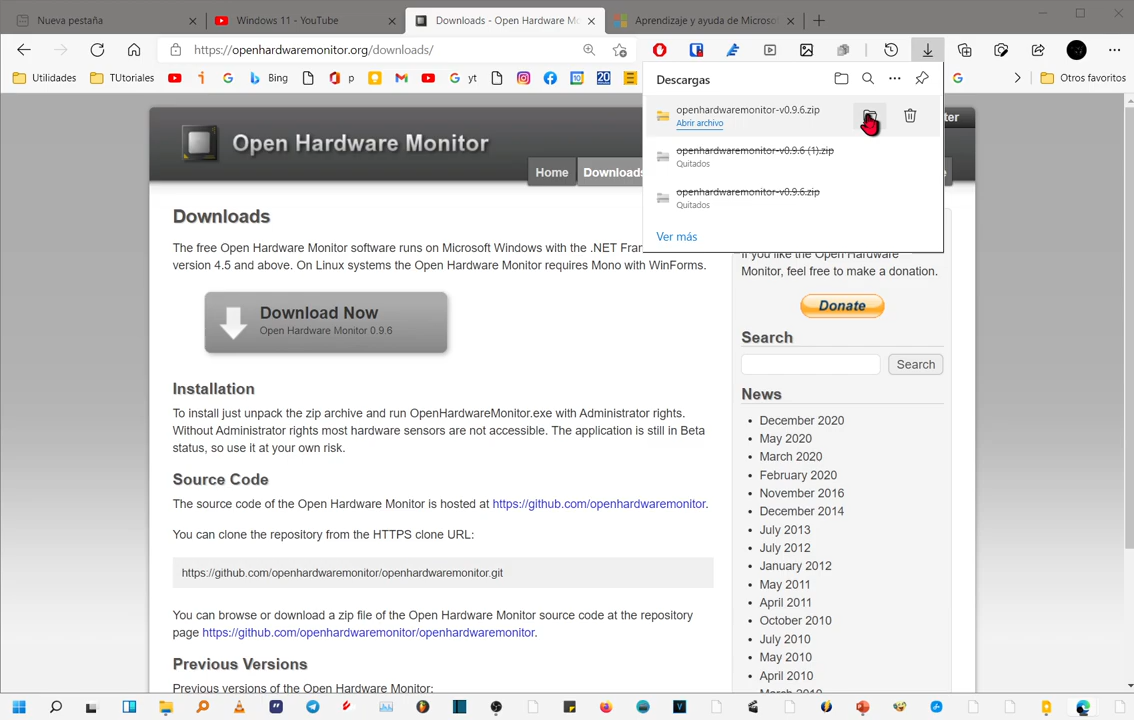 Nueva pestaña
Windows 11 - YouTube
Downloads - Open Hardware Mo
Aprendizaje y ayuda de Microsof
https://openhardwaremonitor.org/downloads/
Utilidades
TUtoriales
Bing
p
yt
20
Otros favoritos
Descargas
openhardwaremonitor-v0.9.6.zip
Abrir archivo
openhardwaremonitor-v0.9.6 (1).zip
Quitados
openhardwaremonitor-v0.9.6.zip
Quitados
Ver más
Open Hardware Monitor
Home
Downloads
Downloads
The free Open Hardware Monitor software runs on Microsoft Windows with the .NET Fram
version 4.5 and above. On Linux systems the Open Hardware Monitor requires Mono with WinForms.
Download Now
Open Hardware Monitor 0.9.6
Installation
To install just unpack the zip archive and run OpenHardwareMonitor.exe with Administrator rights.
Without Administrator rights most hardware sensors are not accessible. The application is still in Beta
status, so use it at your own risk.
Source Code
The source code of the Open Hardware Monitor is hosted at https://github.com/openhardwaremonitor.
You can clone the repository from the HTTPS clone URL:
https://github.com/openhardwaremonitor/openhardwaremonitor.git
You can browse or download a zip file of the Open Hardware Monitor source code at the repository
page https://github.com/openhardwaremonitor/openhardwaremonitor.
Previous Versions
Previous versions of the Open Hardware Monitor:
If you like the Open Hardware
Monitor, feel free to make a donation.
Donate
Search
Search
News
December 2020
May 2020
March 2020
February 2020
November 2016
December 2014
July 2013
July 2012
January 2012
May 2011
April 2011
October 2010
July 2010
May 2010
April 2010
March 2010